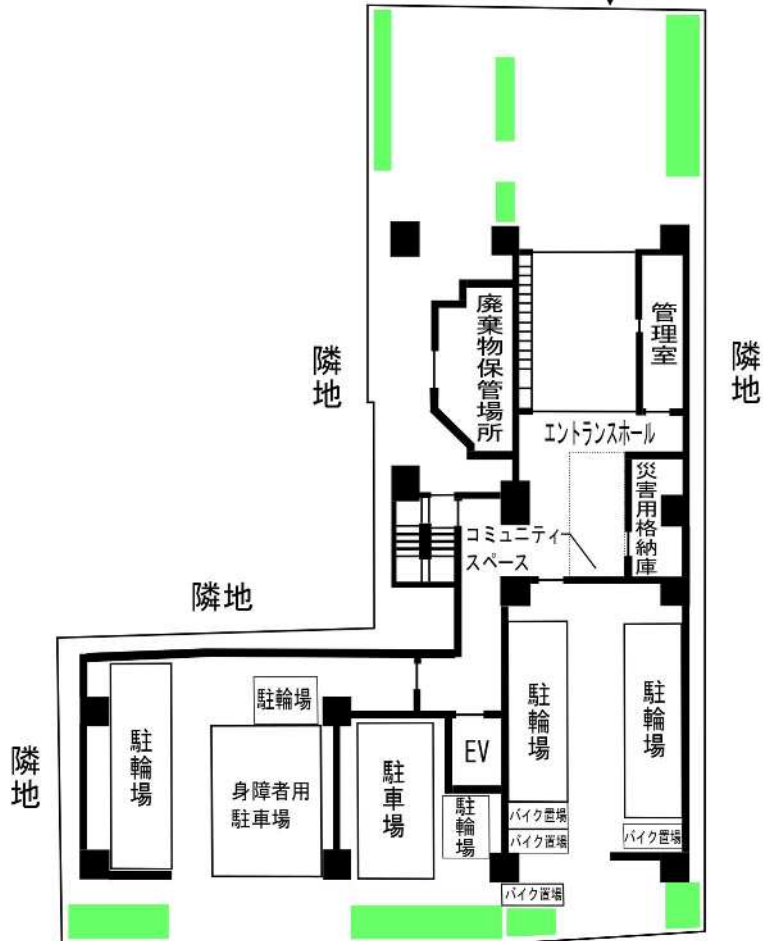 廃棄物保管場所
管理室
隣地
隣地
エントランスホール
災害用格納庫
コミュニティ
スペース
隣地
駐輪場
駐輪場
駐輪場
駐輪場
EV
隣地
身障者用
駐車場
駐車場
駐輪場
バイク置場
バイク置場
バイク置場
バイク置場